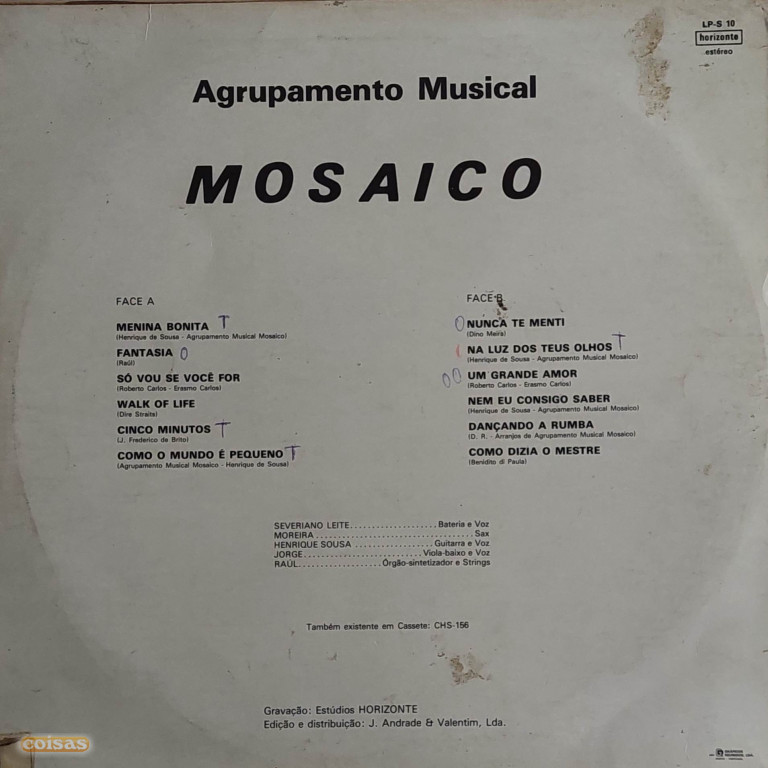 LP-S 10
horizonte
estéreo
Agrupamento Musical
MOSAICO
FACE A
MENINA BONITA T
(Henrique de Sousa - Agrupamento Musical Mosaico)
FANTASIA O
(Raúl)
SÓ VOU SE VOCÊ FOR
(Roberto Carlos - Erasmo Carlos)
WALK OF LIFE
(Dire Straits)
CINCO MINUTOS T
(J. Frederico de Brito)
COMO O MUNDO É PEQUENO T
(Agrupamento Musical Mosaico - Henrique de Sousa)
FACE B
O NUNCA TE MENTI
(Dino Meira)
NA LUZ DOS TEUS OLHOS T
(Henrique de Sousa - Agrupamento Musical Mosaico)
OO UM GRANDE AMOR
(Roberto Carlos - Erasmo Carlos)
NEM EU CONSIGO SABER
(Henrique de Sousa - Agrupamento Musical Mosaico)
DANÇANDO A RUMBA
(D. R. - Arranjos de Agrupamento Musical Mosaico)
COMO DIZIA O MESTRE
(Benidito di Paula)
SEVERIANO LEITE....................Bateria e Voz
MOREIRA.....................................Sax
HENRIQUE SOUSA ..................Guitarra e Voz
JORGE............................Viola-baixo e Voz
RAÚL...................Órgão-sintetizador e Strings
Também existente em Cassete: CHS-156
Gravação: Estúdios HORIZONTE
Edição e distribuição: J. Andrade & Valentim, Lda.
coisas